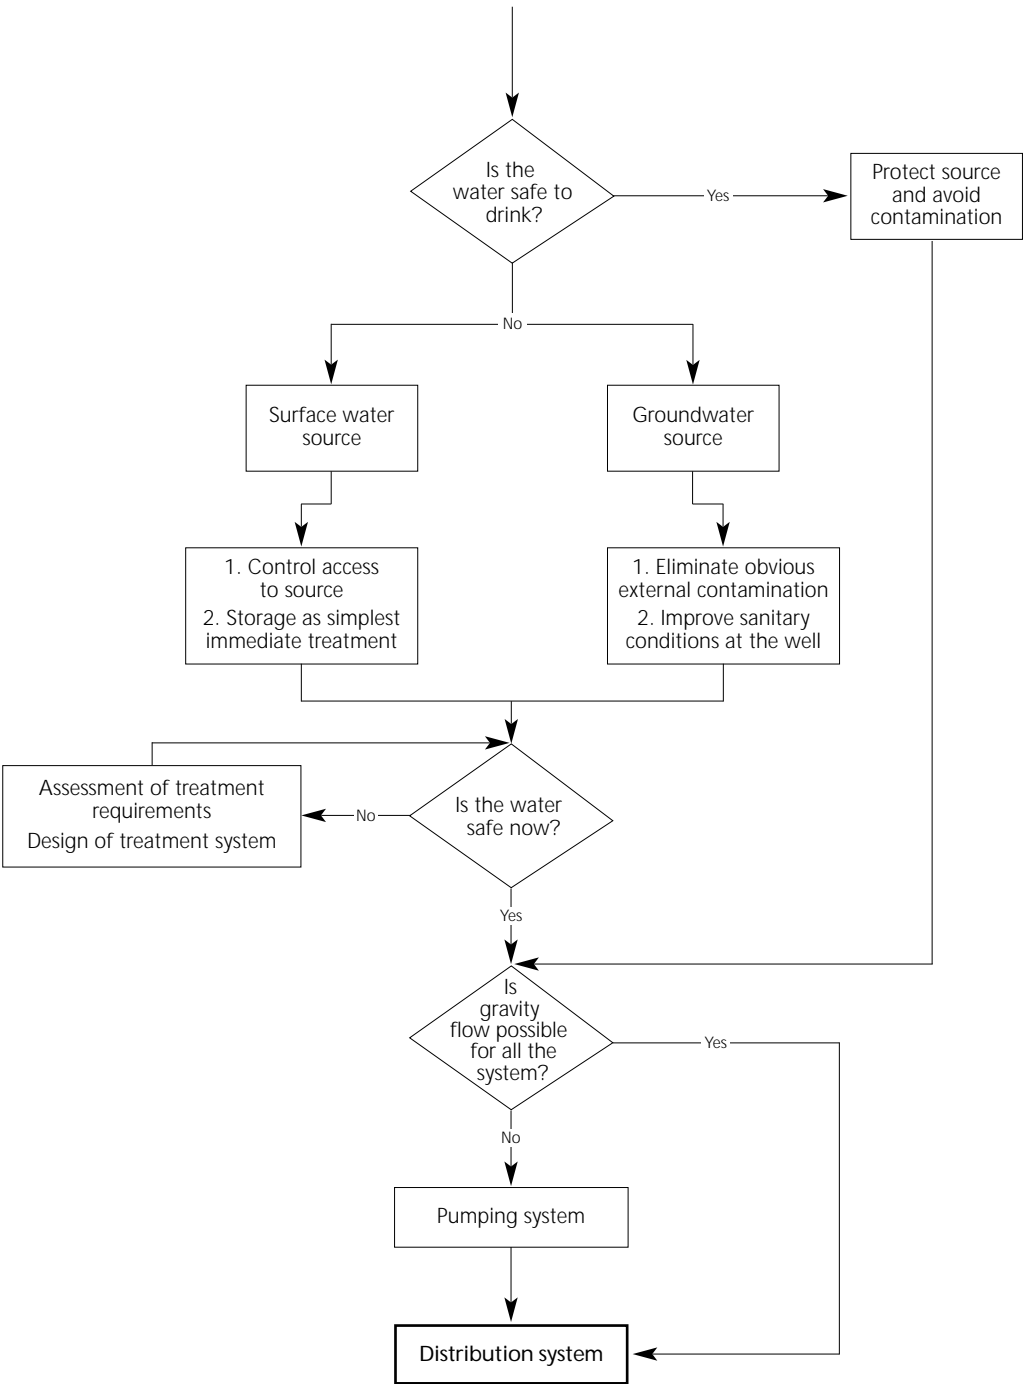 Is the
water safe to
drink?
Yes
Protect source
and avoid
contamination
No
Surface water
source
Groundwater
source
1. Control access
to source
2. Storage as simplest
immediate treatment
1. Eliminate obvious
external contamination
2. Improve sanitary
conditions at the well
Assessment of treatment
requirements
Design of treatment system
No
Is the water
safe now?
Yes
Is
gravity
flow possible
for all the
system?
Yes
No
Pumping system
Distribution system